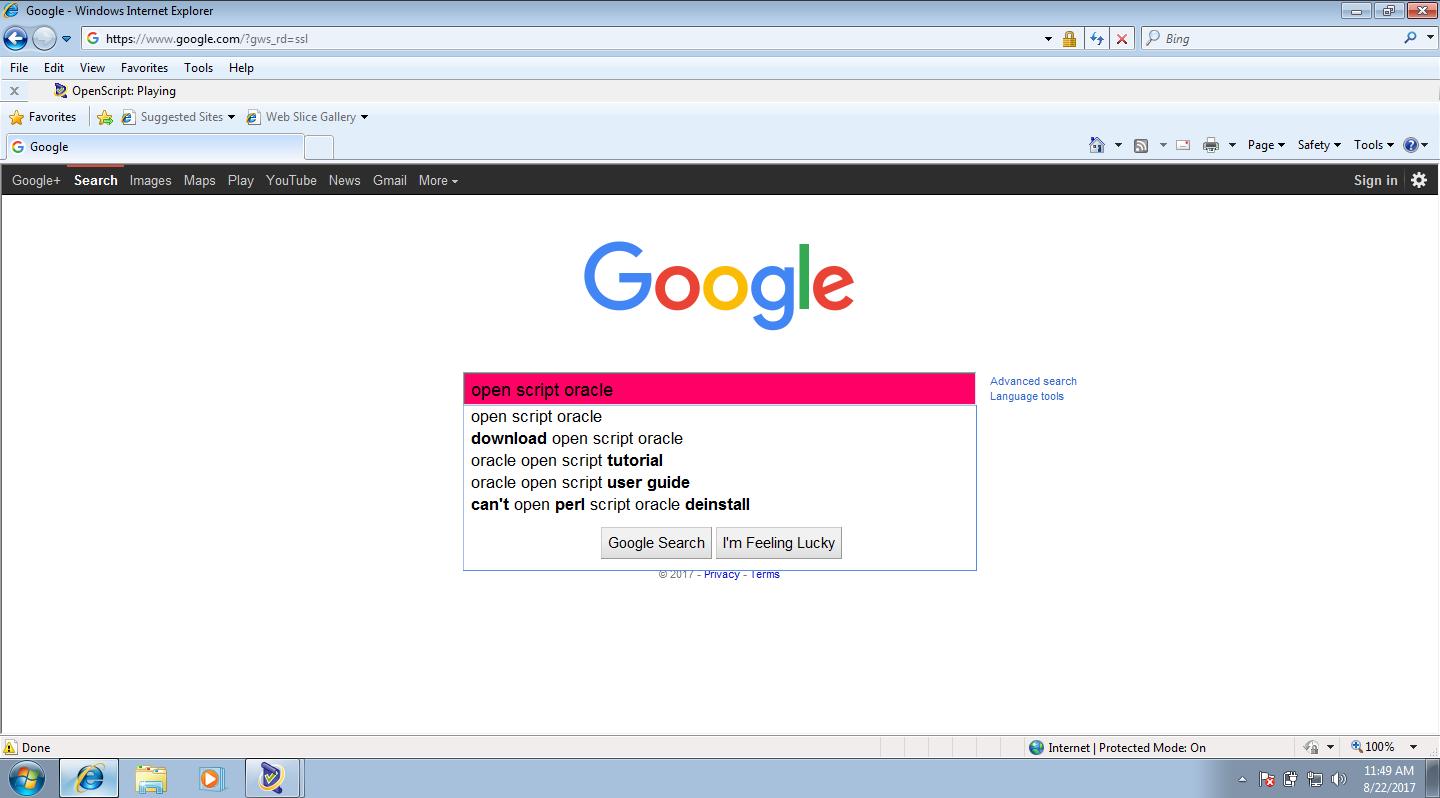 Google - Windows Internet Explorer
https://www.google.com/?gws_rd=ssl
Bing
File Edit View Favorites Tools Help
X OpenScript: Playing
Favorites Suggested Sites Web Slice Gallery
Google Page Safety Tools
Google+ Search Images Maps Play YouTube News Gmail More Sign in
Google
open script oracle Advanced search
Language tools
open script oracle
download open script oracle
oracle open script tutorial
oracle open script user guide
can't open perl script oracle deinstall
Google Search I'm Feeling Lucky
© 2017 - Privacy - Terms
Done Internet | Protected Mode: On 100%
11:49 AM
8/22/2017